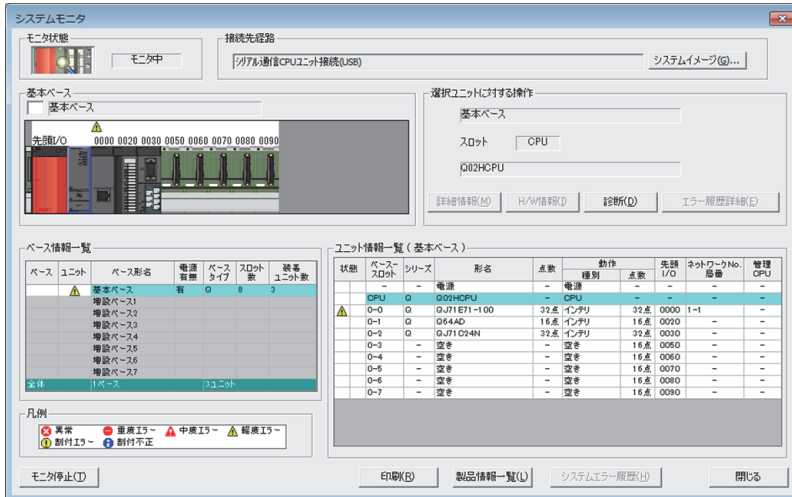 システムモニタ
モニタ状態
モニタ中
接続先経路
シリアル通信CPUユニット接続(USB)
システムイメージ(G)...
基本ベース
基本ベース
先頭I/O 0000 0020 0030 0050 0060 0070 0080 0090
選択ユニットに対する操作
基本ベース
スロット CPU
Q02HCPU
詳細情報(M) H/W情報(I) 診断(D) エラー履歴詳細(E)
ベース情報一覧
ベース ユニット ベース形名 電源有無 ベースタイプ スロット数 装着ユニット数
基本ベース 有 Q 8 3
増設ベース1
増設ベース2
増設ベース3
増設ベース4
増設ベース5
増設ベース6
増設ベース7
全体 1ベース 3ユニット
ユニット情報一覧(基本ベース)
状態 ベース-スロット シリーズ 形名 点数 動作 種別 点数 先頭I/O ネットワークNo.局番 管理CPU
- - 電源 - 電源 - - - -
CPU Q Q02HCPU - CPU - - - -
0-0 Q QJ71E71-100 32点 インテリ 32点 0000 1-1 -
0-1 Q Q64AD 16点 インテリ 16点 0020 - -
0-2 Q QJ71C24N 32点 インテリ 32点 0030 - -
0-3 - 空き - 空き 16点 0050 - -
0-4 - 空き - 空き 16点 0060 - -
0-5 - 空き - 空き 16点 0070 - -
0-6 - 空き - 空き 16点 0080 - -
0-7 - 空き - 空き 16点 0090 - -
凡例
異常 重度エラー 中度エラー 軽度エラー
割付エラー 割付不正
モニタ停止(T) 印刷(R) 製品情報一覧(L) システムエラー履歴(H) 閉じる